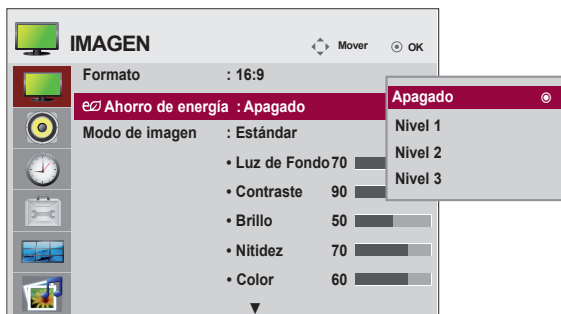 IMAGEN
Mover
OK
Formato : 16:9
Ahorro de energía : Apagado
Modo de imagen : Estándar
• Luz de Fondo 70
• Contraste 90
• Brillo 50
• Nitidez 70
• Color 60
▼
Apagado
Nivel 1
Nivel 2
Nivel 3